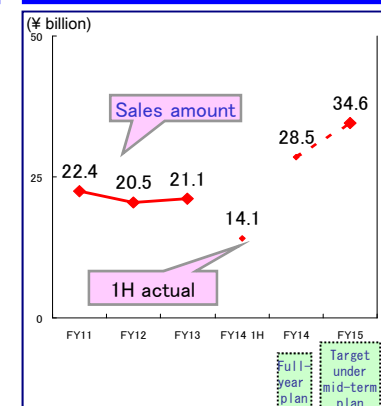 (¥ billion)
50
Sales amount
34.6
28.5
22.4
20.5
21.1
25
14.1
1H actual
0
FY11 FY12 FY13 FY14 1H FY14 FY15
Full-
year
plan
Target
under
mid-term
plan